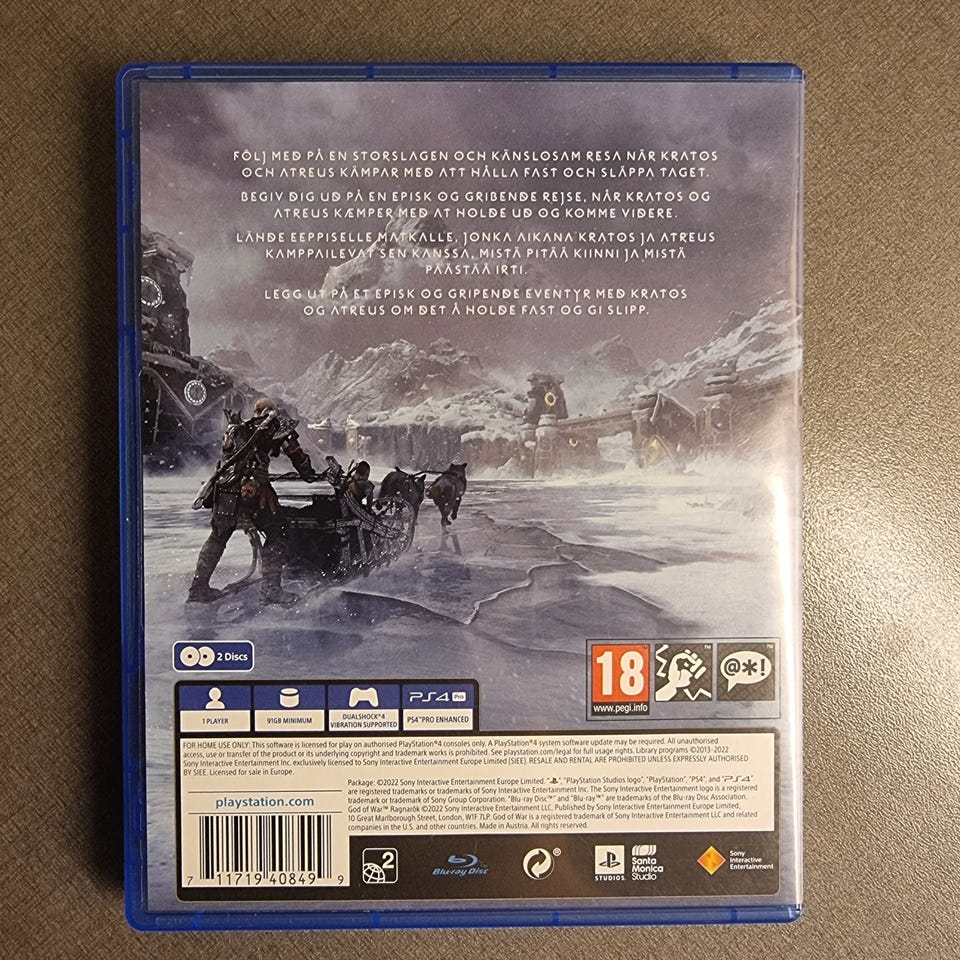 FÖLJ MED PÅ EN STORSLAGEN OCH KÄNSLOSAM RESA NÄR KRATOS
OCH ATREUS KÄMPAR MED ATT HÅLLA FAST OCH SLÄPPA TAGET.
BEGIV DIG UD PÅ EN EPISK OG GRIBENDE REJSE, NÅR KRATOS OG
ATREUS KÆMPER MED AT HOLDE UD OG KOMME VIDERE.
LÄHDE EEPPISELLE MATKALLE, JONKA AIKANA KRATOS JA ATREUS
KAMPPAILEVAT SEN KANSSA, MISTÄ PITÄÄ KIINNI JA MISTÄ
PÄÄSTÄÄ IRTI.
LEGG UT PÅ ET EPISK OG GRIPENDE EVENTYR MED KRATOS
OG ATREUS OM DET Å HOLDE FAST OG GI SLIPP.
2 Discs
18
www.pegi.info
@*!
1 PLAYER
91GB MINIMUM
DUALSHOCK®4
VIBRATION SUPPORTED
PS4 Pro
PS4™PRO ENHANCED
FOR HOME USE ONLY: This software is licensed for play on authorised PlayStation®4 consoles only. A PlayStation®4 system software update may be required. All unauthorised
access, use or transfer of the product or its underlying copyright and trademark works is prohibited. See playstation.com/legal for full usage rights. Library programs ©2013-2022
Sony Interactive Entertainment Inc. exclusively licensed to Sony Interactive Entertainment Europe Limited (SIEE). RESALE AND RENTAL ARE PROHIBITED UNLESS EXPRESSLY AUTHORISED
BY SIEE. Licensed for sale in Europe.
Package: ©2022 Sony Interactive Entertainment Europe Limited. "PS", "PlayStation Studios logo", "PlayStation", "PS4", and "PS4"
are registered trademarks or trademarks of Sony Interactive Entertainment Inc. The Sony Interactive Entertainment logo is a registered
trademark or trademark of Sony Group Corporation. "Blu-ray Disc™" and "Blu-ray™" are trademarks of the Blu-ray Disc Association.
God of War™ Ragnarök ©2022 Sony Interactive Entertainment LLC. Published by Sony Interactive Entertainment Europe Limited,
10 Great Marlborough Street, London, W1F 7LP. God of War is a registered trademark of Sony Interactive Entertainment LLC and related
companies in the U.S. and other countries. Made in Austria. All rights reserved.
playstation.com
7 11719 40849 9
2
Blu-ray Disc
®
STUDIOS
Santa
Monica
Studio
Sony
Interactive
Entertainment